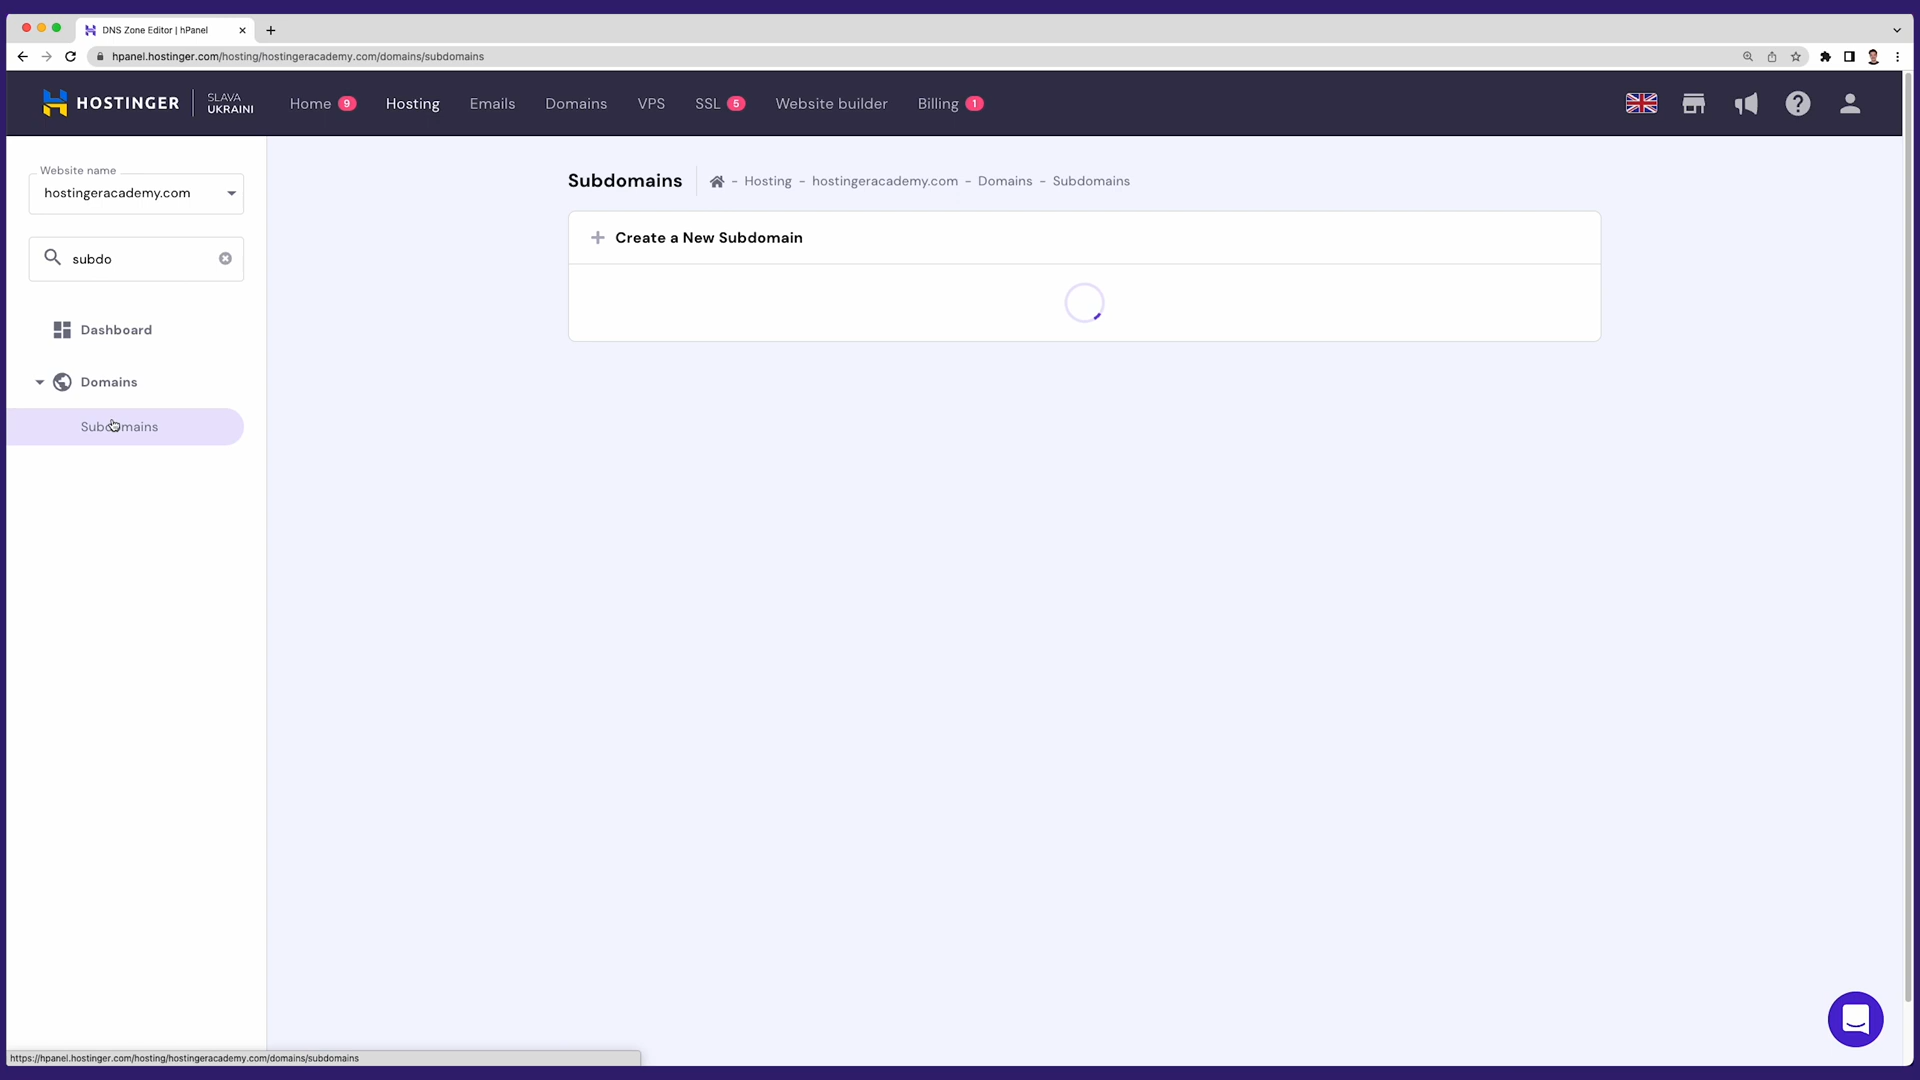 DNS Zone Editor | hPanel
hpanel.hostinger.com/hosting/hostingeracademy.com/domains/subdomains
HOSTINGER
SLAVA
UKRAINI
Home 9
Hosting
Emails
Domains
VPS
SSL 5
Website builder
Billing 1
Website name
hostingeracademy.com
subdo
Dashboard
Domains
Subdomains
Subdomains
- Hosting - hostingeracademy.com - Domains - Subdomains
+ Create a New Subdomain
https://hpanel.hostinger.com/hosting/hostingeracademy.com/domains/subdomains